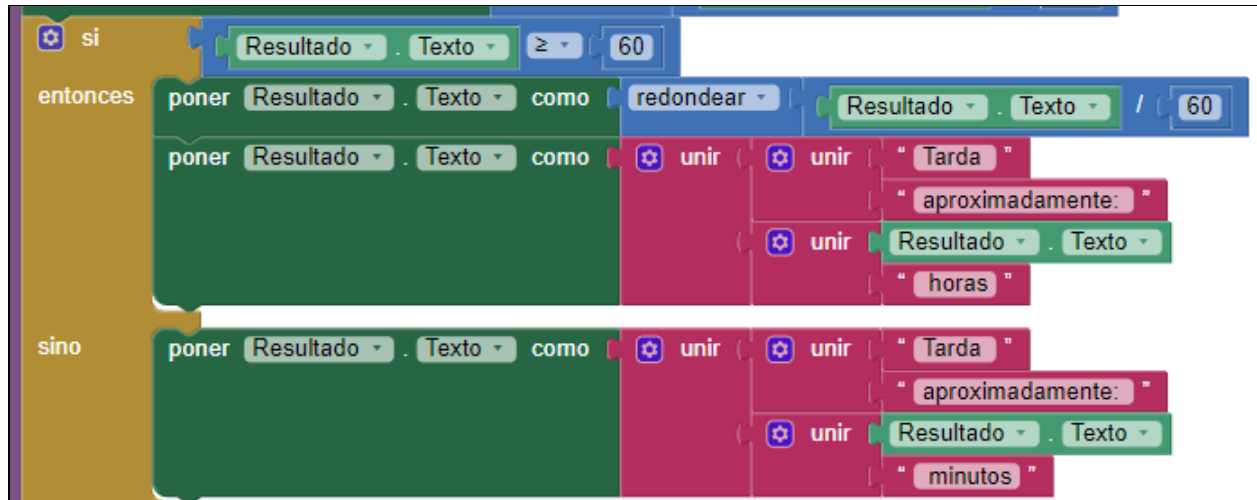 si Resultado . Texto ≥ 60
entonces poner Resultado . Texto como redondear Resultado . Texto / 60
poner Resultado . Texto como unir unir “ Tarda ”
“ aproximadamente: ”
unir Resultado . Texto
“ horas ”
sino poner Resultado . Texto como unir unir “ Tarda ”
“ aproximadamente: ”
unir Resultado . Texto
“ minutos ”